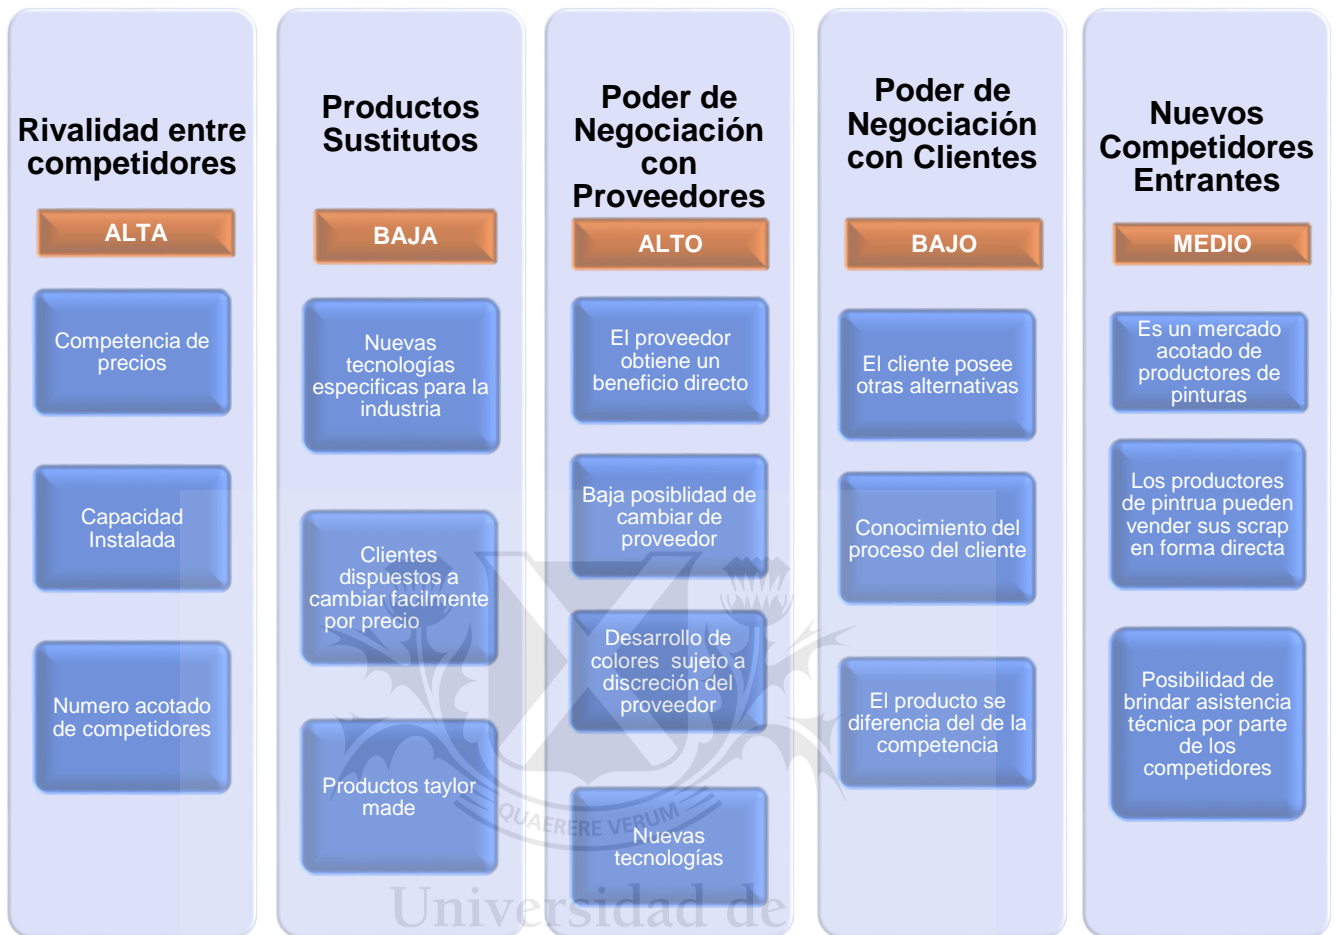 Rivalidad entre
competidores
ALTA
Competencia de
precios
Capacidad
Instalada
Numero acotado
de competidores
Productos
Sustitutos
BAJA
Nuevas
tecnologías
especificas para la
industria
Clientes
dispuestos a
cambiar facilmente
por precio
Productos taylor
made
Poder de
Negociación
con
Proveedores
ALTO
El proveedor
obtiene un
beneficio directo
Baja posiblidad de
cambiar de
proveedor
Desarrollo de
colores sujeto a
discreción del
proveedor
Nuevas
tecnologías
Poder de
Negociación
con Clientes
BAJO
El cliente posee
otras alternativas
Conocimiento del
proceso del cliente
El producto se
diferencia del de la
competencia
Nuevos
Competidores
Entrantes
MEDIO
Es un mercado
acotado de
productores de
pinturas
Los productores
de pintrua pueden
vender sus scrap
en forma directa
Posibilidad de
brindar asistencia
técnica por parte
de los
competidores
QUAERERE VERUM
Universidad de